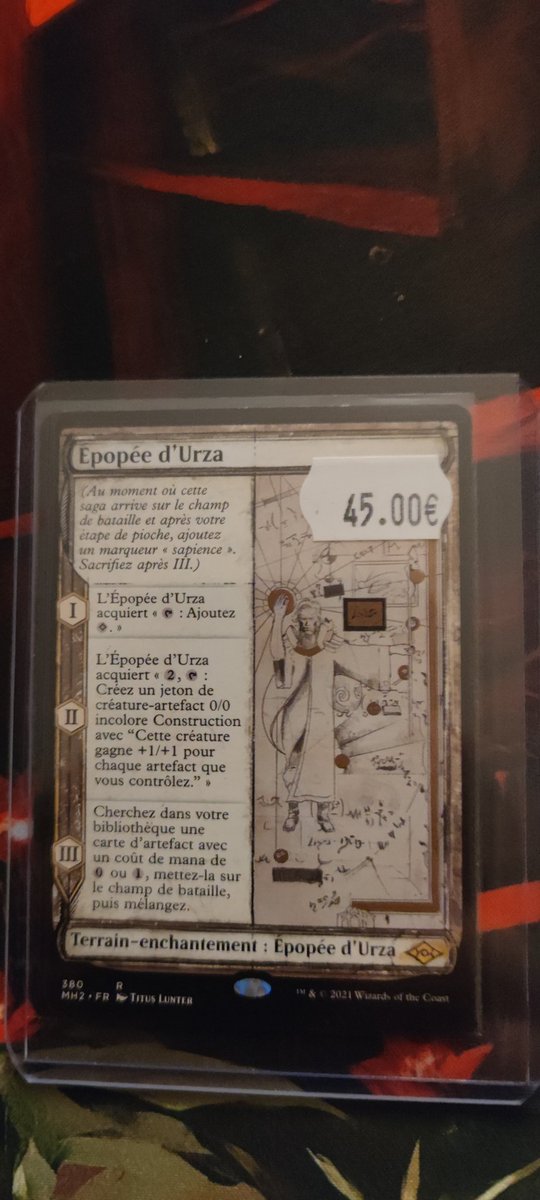 Épopée d'Urza
45.00€
(Au moment où cette
saga arrive sur le champ
de bataille et après votre
étape de pioche, ajoutez
un marqueur « sapience ».
Sacrifiez après III.)
I
L'Épopée d'Urza
acquiert « : Ajoutez
. »
II
L'Épopée d'Urza
acquiert « 2, :
Créez un jeton de
créature-artefact 0/0
incolore Construction
avec “Cette créature
gagne +1/+1 pour
chaque artefact que
vous contrôlez.” »
III
Cherchez dans votre
bibliothèque une
carte d'artefact avec
un coût de mana de
0 ou 1, mettez-la sur
le champ de bataille,
puis mélangez.
Terrain-enchantement : Épopée d'Urza
380 R
MH2 • FR Titus Lunter
™ & © 2021 Wizards of the Coast